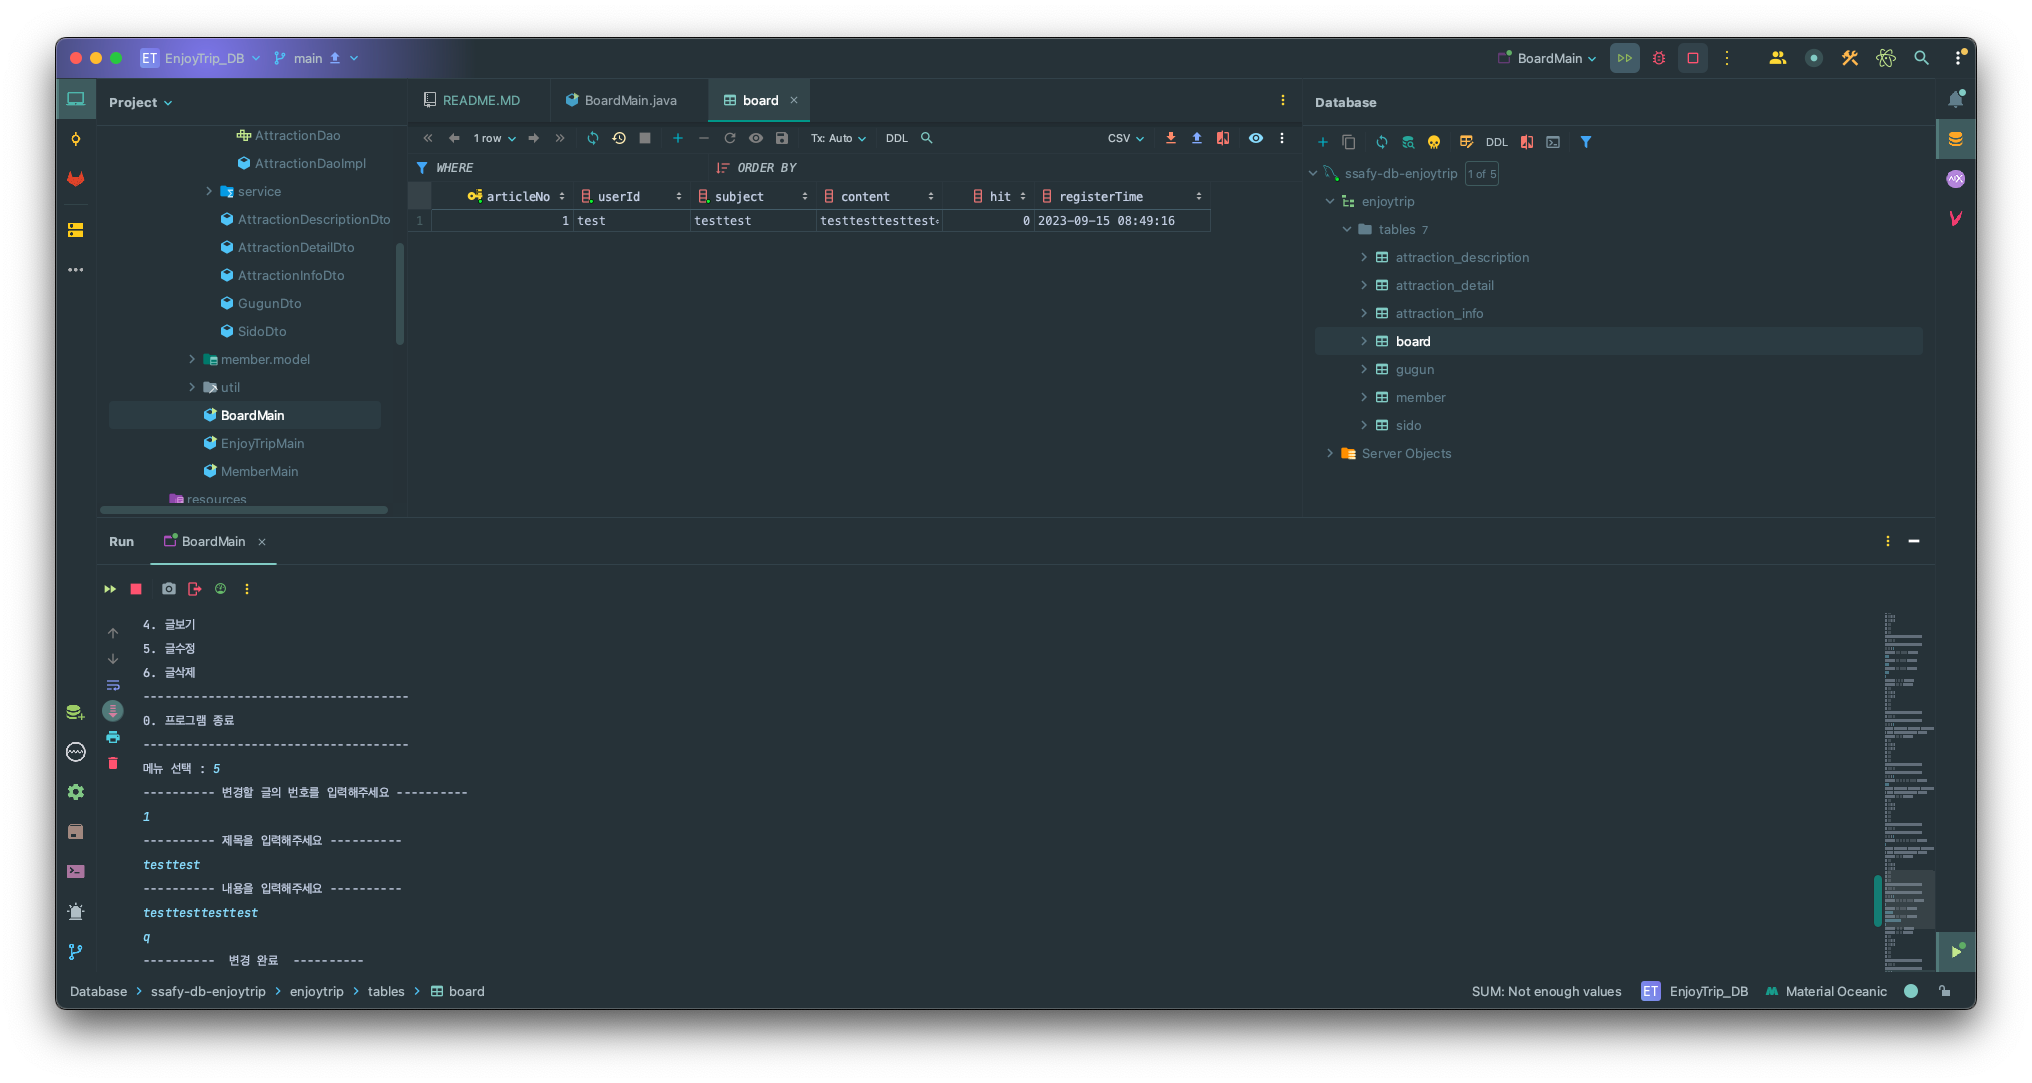 ET EnjoyTrip_DB main
BoardMain
Project
README.MD BoardMain.java board
Database
AttractionDao
AttractionDaoImpl
service
AttractionDescriptionDto
AttractionDetailDto
AttractionInfoDto
GugunDto
SidoDto
member.model
util
BoardMain
EnjoyTripMain
MemberMain
resources
1 row Tx: Auto DDL CSV
WHERE ORDER BY
articleNo userId subject content hit registerTime
1 1 test testtest testtesttesttest 0 2023-09-15 08:49:16
DDL
ssafy-db-enjoytrip 1 of 5
enjoytrip
tables 7
attraction_description
attraction_detail
attraction_info
board
gugun
member
sido
Server Objects
Run BoardMain
4. 글보기
5. 글수정
6. 글삭제
-------------------------------------
0. 프로그램 종료
-------------------------------------
메뉴 선택 : 5
---------- 변경할 글의 번호를 입력해주세요 ----------
1
---------- 제목을 입력해주세요 ----------
testtest
---------- 내용을 입력해주세요 ----------
testtesttesttest
q
---------- 변경 완료 ----------
Database > ssafy-db-enjoytrip > enjoytrip > tables > board
SUM: Not enough values ET EnjoyTrip_DB Material Oceanic